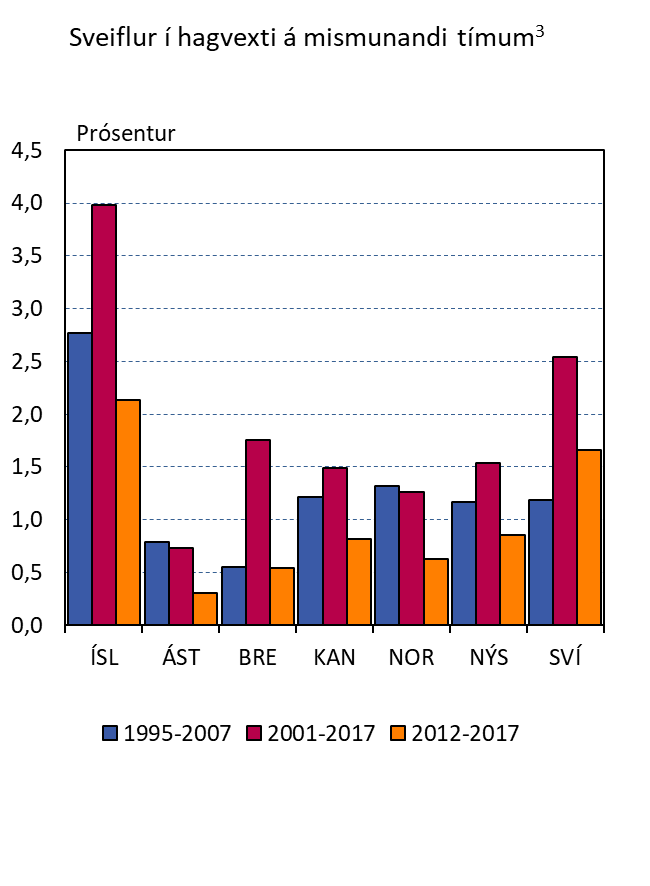 Sveiflur í hagvexti á mismunandi tímum³
Prósentur
4,5
4,0
3,5
3,0
2,5
2,0
1,5
1,0
0,5
0,0
ÍSL ÁST BRE KAN NOR NÝS SVÍ
1995-2007 2001-2017 2012-2017